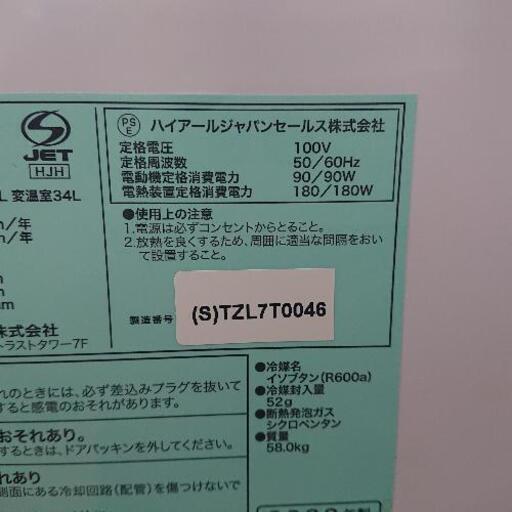 PS
E ハイアールジャパンセールス株式会社
JET
HJH
定格電圧 100V
定格周波数 50/60Hz
電動機定格消費電力 90/90W
電熱装置定格消費電力 180/180W
L 変温室34L
/年
/年
●使用上の注意
1.電源は必ずコンセントからとること。
2.放熱を良くするため、周囲に適当な間隔をおい
て設置すること。
m
製造番号 (S)TZL7T0046
株式会社
トラストタワー7F
れのときには、必ず差込みプラグを抜いて
すると感電のおそれがあります。
おそれあり。
するときは、ドアパッキンを外してください。
れあり
側面にある冷却回路(配管)を傷つけないで
●冷媒名
イソブタン(R600a)
●冷媒封入量
52g
●断熱発泡ガス
シクロペンタン
●質量
58.0kg